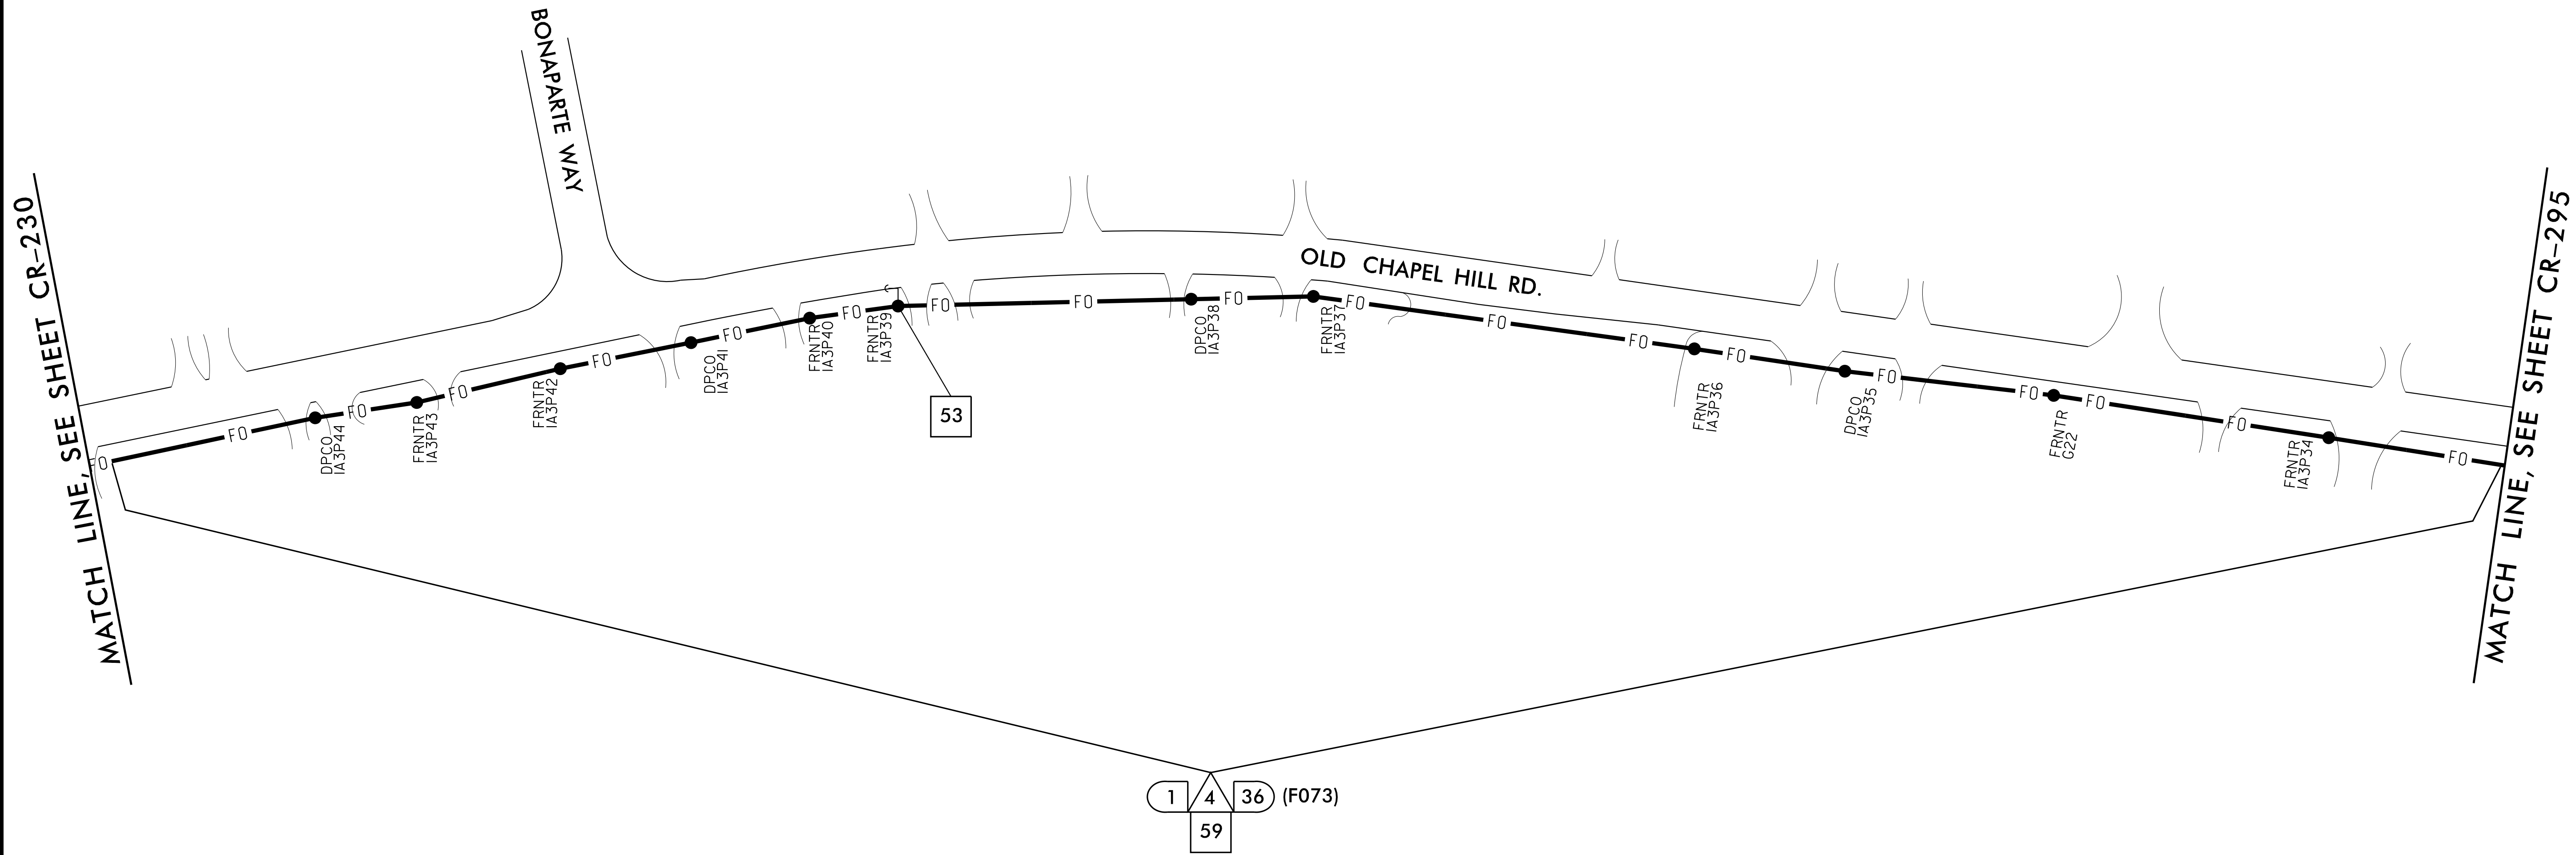 BONAPARTE WAY
MATCH LINE, SEE SHEET CR-230
MATCH LINE, SEE SHEET CR-295
OLD CHAPEL HILL RD.
FO
FO
DPCO
IA3P44
FO
FRNTR
IA3P43
FO
FRNTR
IA3P42
FO
DPCO
IA3P41
FO
FRNTR
IA3P40
FO
FRNTR
IA3P39
FO
53
FO
DPCO
IA3P38
FO
FRNTR
IA3P37
FO
FO
FO
FRNTR
IA3P36
FO
DPCO
IA3P35
FO
FO
FRNTR
G22
FO
FO
FRNTR
IA3P34
FO
1 4 36 (F073)
59